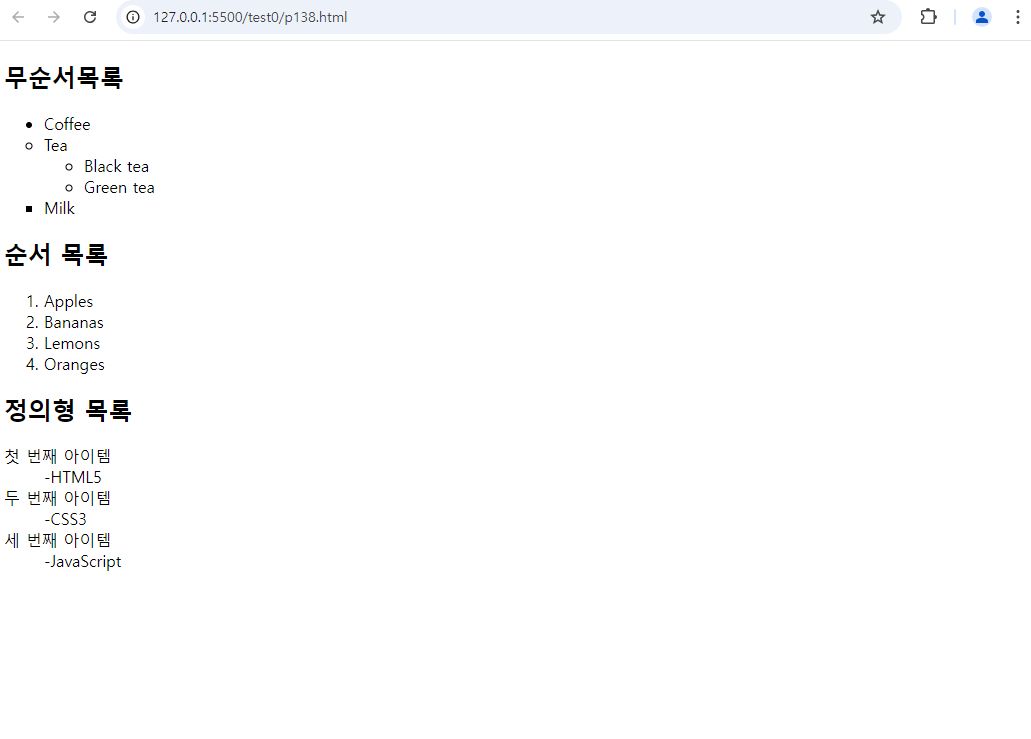 127.0.0.1:5500/test0/p138.html
무순서목록
Coffee
Tea
Black tea
Green tea
Milk
순서 목록
1. Apples
2. Bananas
3. Lemons
4. Oranges
정의형 목록
첫 번째 아이템
-HTML5
두 번째 아이템
-CSS3
세 번째 아이템
-JavaScript